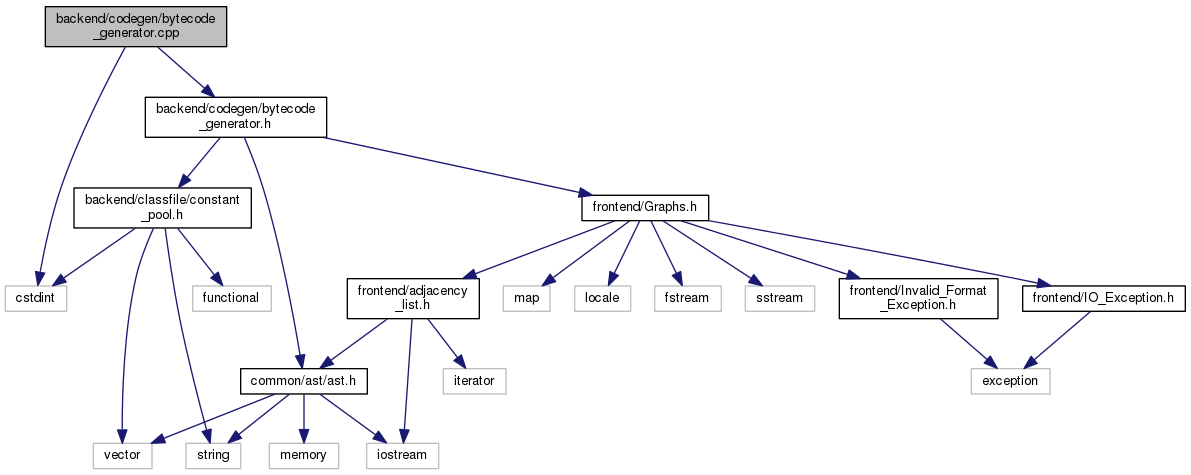 backend/codegen/bytecode
_generator.cpp
backend/codegen/bytecode
_generator.h
backend/classfile/constant
_pool.h
frontend/Graphs.h
cstdint
functional
frontend/adjacency
_list.h
map
locale
fstream
sstream
frontend/Invalid_Format
_Exception.h
frontend/IO_Exception.h
common/ast/ast.h
iterator
exception
vector
string
memory
iostream